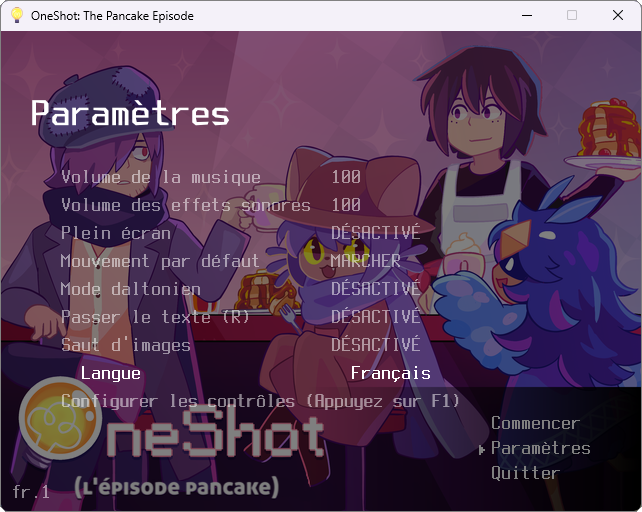 OneShot: The Pancake Episode
Paramètres
Volume de la musique 100
Volume des effets sonores 100
Plein écran DÉSACTIVÉ
Mouvement par défaut MARCHER
Mode daltonien DÉSACTIVÉ
Passer le texte (R) DÉSACTIVÉ
Saut d'images DÉSACTIVÉ
Langue Français
Configurer les contrôles (Appuyez sur F1)
OneShot
(L'ÉPISODE PANCAKE)
Commencer
Paramètres
Quitter
fr.1